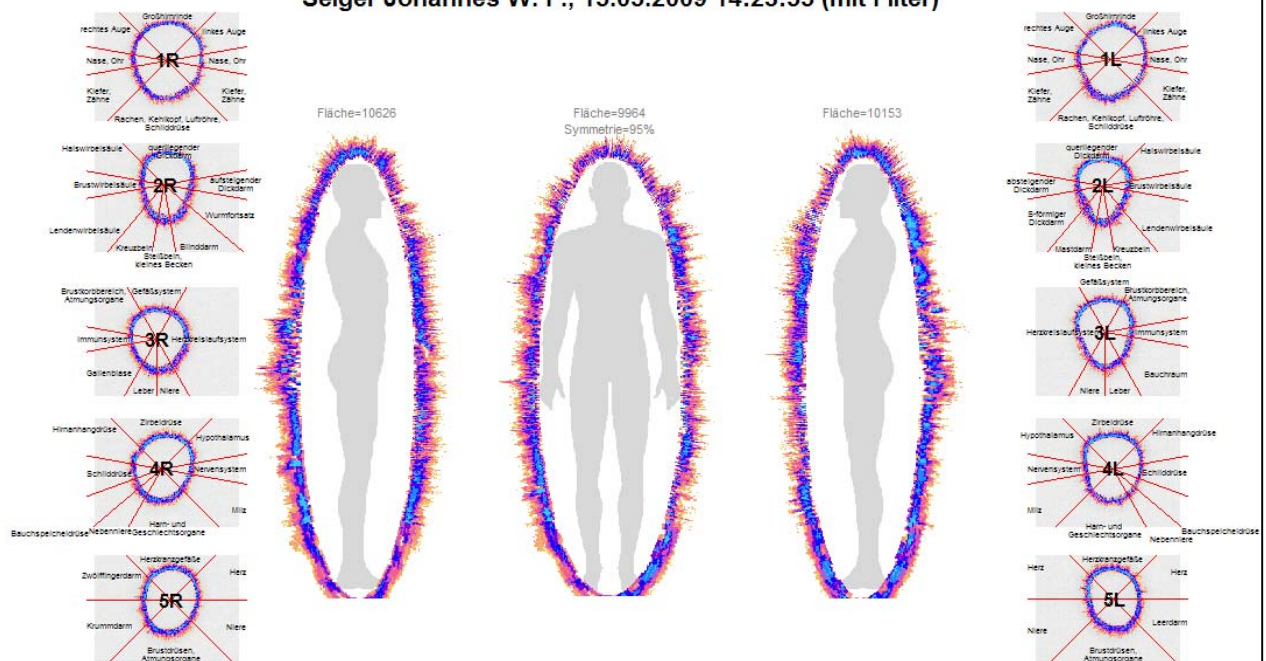 Seiger Johannes W. (mit Filter)
Großhirnrinde
rechtes Auge
linkes Auge
1R
Nase, Ohr
Nase, Ohr
Kiefer,
Zähne
Kiefer,
Zähne
Rachen, Kehlkopf, Luftröhre,
Schilddrüse
Halswirbelsäule
querliegender
Dickdarm
Brustwirbelsäule
2R
aufsteigender
Dickdarm
Wurmfortsatz
Lendenwirbelsäule
Kreuzbein
Blinddarm
Steißbein,
kleines Becken
Brustkorbbereich,
Atmungsorgane
Gefäßsystem
Immunsystem
3R
Herzkreislaufsystem
Gallenblase
Leber
Niere
Zirbeldrüse
Hirnanhangdrüse
Hypothalamus
4R
Schilddrüse
Nervensystem
Milz
Bauchspeicheldrüse
Nebenniere
Harn- und
Geschlechtsorgane
Herzkranzgefäße
Zwölffingerdarm
Herz
5R
Krummdarm
Niere
Brustdrüsen,
Atmungsorgane
Fläche=10626
Fläche=9964
Symmetrie=95%
Fläche=10153
Großhirnrinde
rechtes Auge
linkes Auge
1L
Nase, Ohr
Nase, Ohr
Kiefer,
Zähne
Kiefer,
Zähne
Rachen, Kehlkopf, Luftröhre,
Schilddrüse
querliegender
Dickdarm
Halswirbelsäule
absteigender
Dickdarm
2L
Brustwirbelsäule
S-förmiger
Dickdarm
Lendenwirbelsäule
Mastdarm
Kreuzbein
Steißbein,
kleines Becken
Gefäßsystem
Brustkorbbereich,
Atmungsorgane
Herzkreislaufsystem
3L
Immunsystem
Bauchraum
Niere
Leber
Zirbeldrüse
Hypothalamus
Hirnanhangdrüse
Nervensystem
4L
Schilddrüse
Milz
Harn- und
Geschlechtsorgane
Bauchspeicheldrüse
Nebenniere
Herzkranzgefäße
Herz
Herz
5L
Leerdarm
Niere
Brustdrüsen,
Atmungsorgane